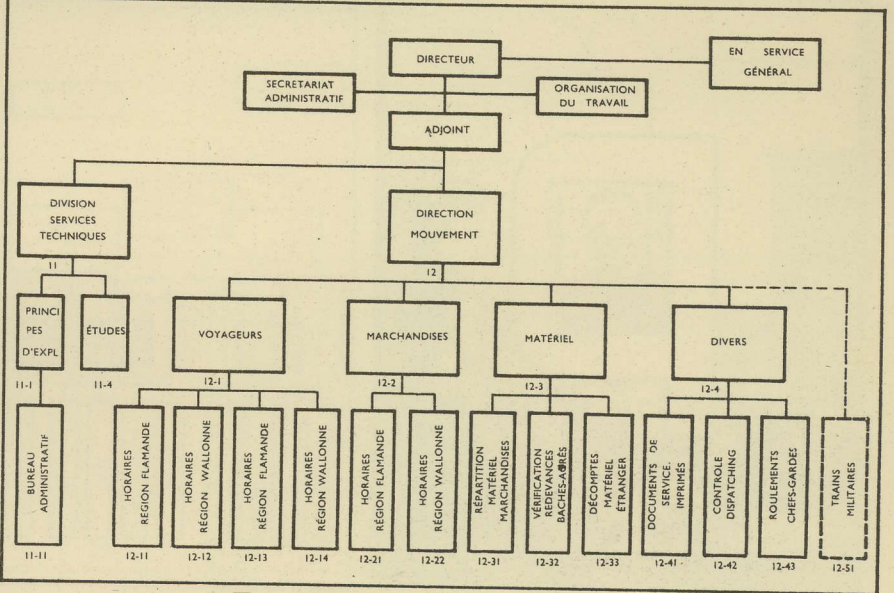 DIRECTEUR
EN SERVICE
GÉNÉRAL
SECRETARIAT
ADMINISTRATIF
ORGANISATION
DU TRAVAIL
ADJOINT
DIVISION
SERVICES
TECHNIQUES
11
DIRECTION
MOUVEMENT
12
PRINCI
PES
D'EXPL
11-1
ÉTUDES
11-4
VOYAGEURS
12-1
MARCHANDISES
12-2
MATÉRIEL
12-3
DIVERS
12-4
BUREAU
ADMINISTRATIF
11-11
HORAIRES
RÉGION FLAMANDE
12-11
HORAIRES
RÉGION WALLONNE
12-12
HORAIRES
RÉGION FLAMANDE
12-13
HORAIRES
RÉGION WALLONNE
12-14
HORAIRES
RÉGION FLAMANDE
12-21
HORAIRES
RÉGION WALLONNE
12-22
RÉPARTITION
MATÉRIEL
MARCHANDISES
12-31
VÉRIFICATION
REDEVANCES
BACHES-AGRÈS
12-32
DÉCOMPTES
MATÉRIEL
ÉTRANGER
12-33
DOCUMENTS DE
SERVICE.
IMPRIMÉS
12-41
CONTROLE
DISPATCHING
12-42
ROULEMENTS
CHEFS-GARDES
12-43
TRAINS
MILITAIRES
12-51